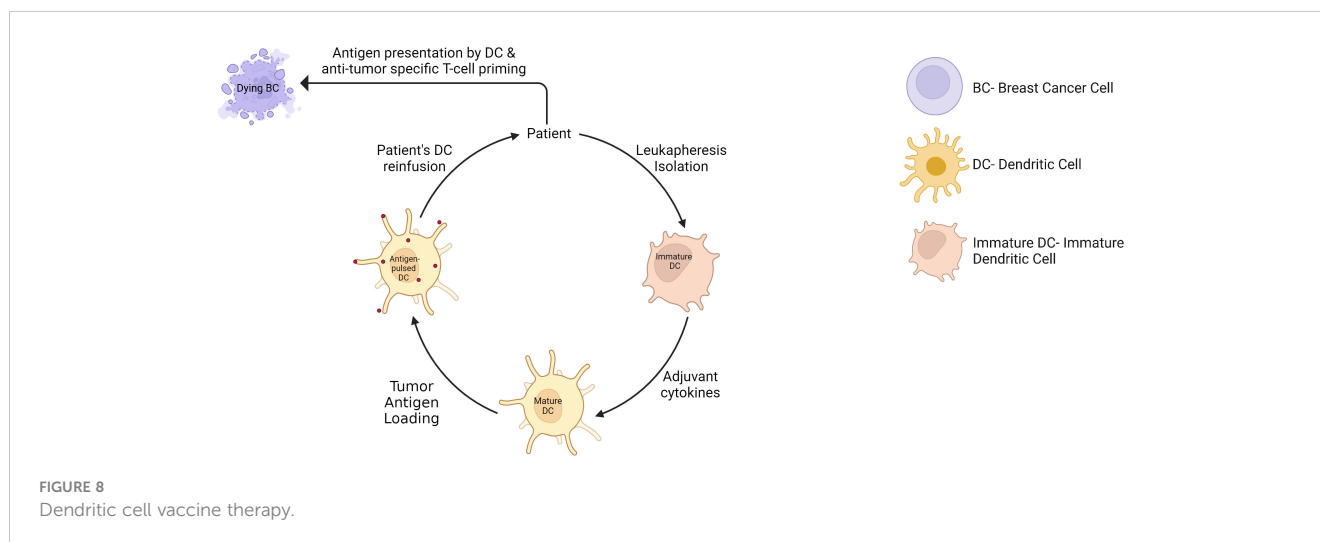 Antigen presentation by DC &
anti-tumor specific T-cell priming
Dying BC
Patient
Patient's DC
reinfusion
Leukapheresis
Isolation
Antigen-
pulsed
DC
Immature
DC
Tumor
Antigen
Loading
Mature
DC
Adjuvant
cytokines
BC- Breast Cancer Cell
DC- Dendritic Cell
Immature DC- Immature
Dendritic Cell
FIGURE 8
Dendritic cell vaccine therapy.